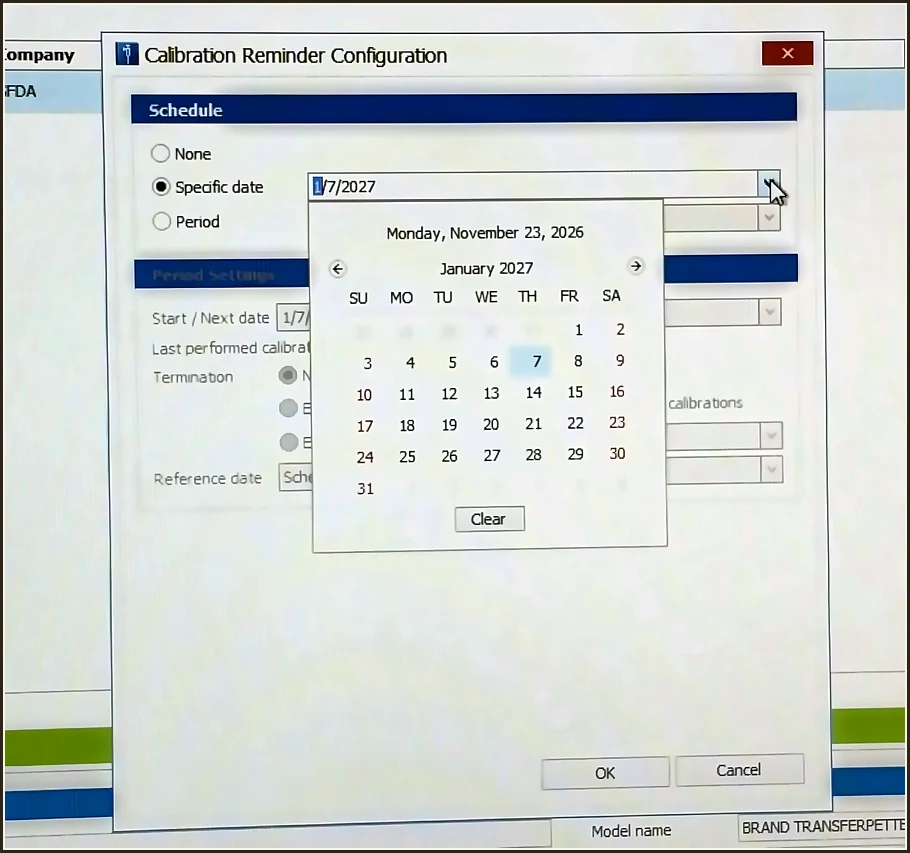 Company
Calibration Reminder Configuration
FDA
Schedule
None
Specific date 1/7/2027
Period
Monday, November 23, 2026
Period Settings
January 2027
SU MO TU WE TH FR SA
1 2
Start / Next date 1/7/
3 4 5 6 7 8 9
Last performed calibra
Termination N
10 11 12 13 14 15 16
E calibrations
17 18 19 20 21 22 23
E
24 25 26 27 28 29 30
Reference date Sche
31
Clear
OK Cancel
Model name BRAND TRANSFERPETTE